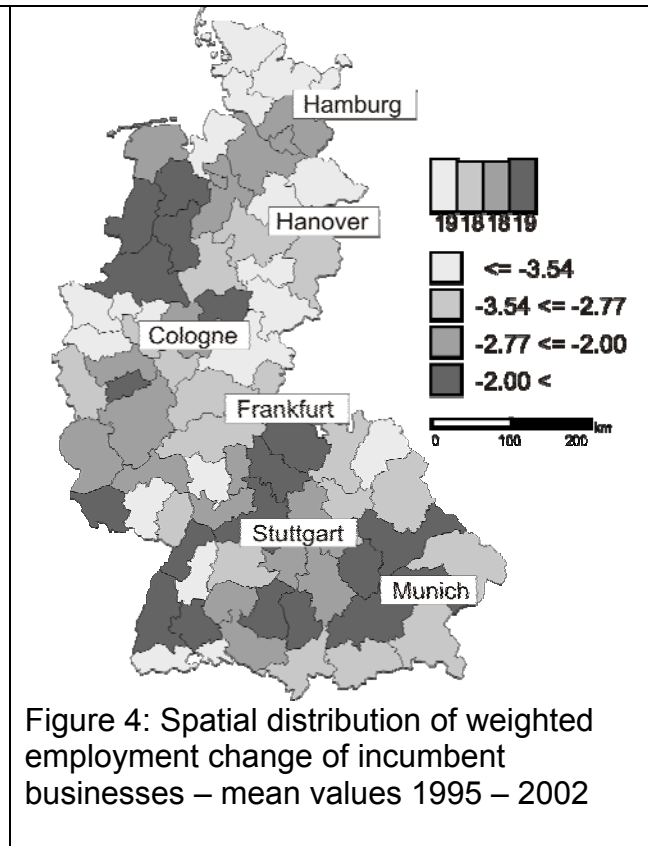 Hamburg
Hanover
19 18 18 19
<= -3.54
-3.54 <= -2.77
Cologne
-2.77 <= -2.00
-2.00 <
Frankfurt
0 100 200 km
Stuttgart
Munich
Figure 4: Spatial distribution of weighted
employment change of incumbent
businesses – mean values 1995 – 2002